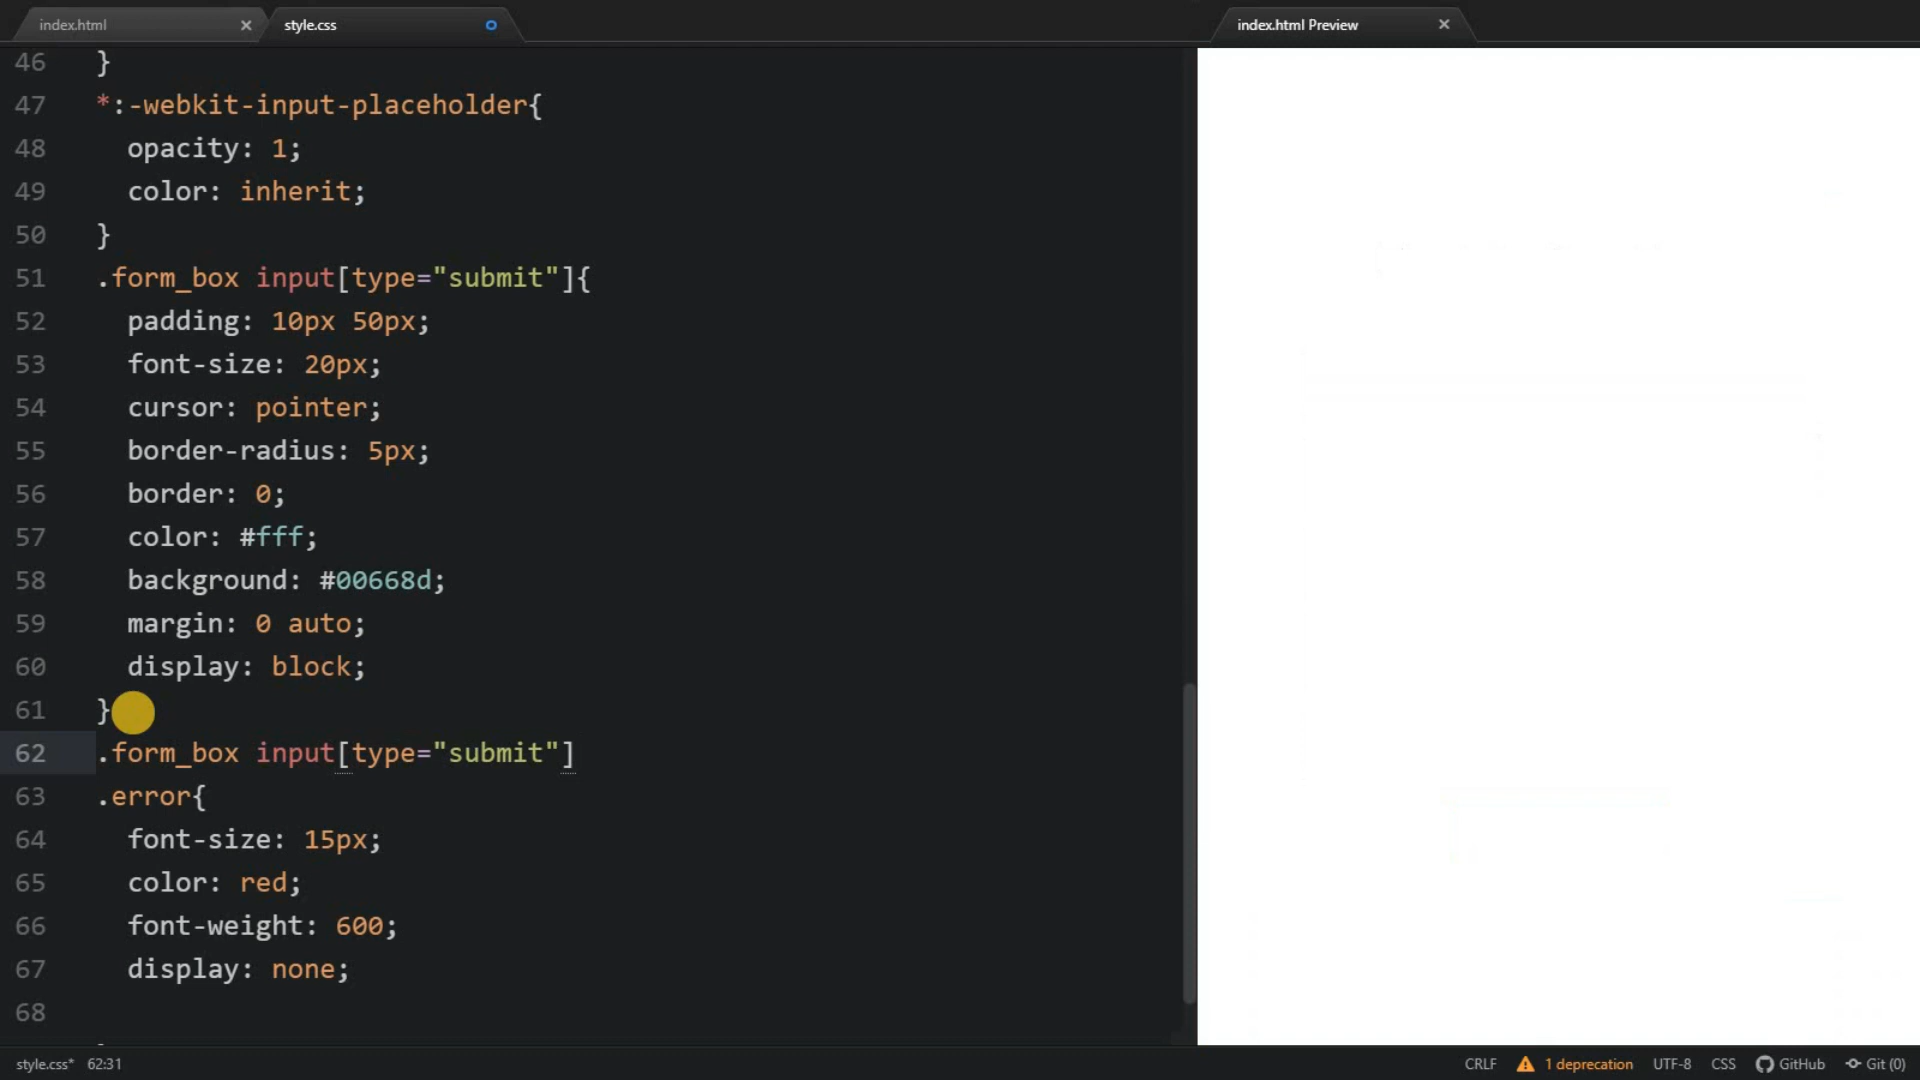 index.html
style.css
index.html Preview
46 }
47 *:-webkit-input-placeholder{
48 opacity: 1;
49 color: inherit;
50 }
51 .form_box input[type="submit"]{
52 padding: 10px 50px;
53 font-size: 20px;
54 cursor: pointer;
55 border-radius: 5px;
56 border: 0;
57 color: #fff;
58 background: #00668d;
59 margin: 0 auto;
60 display: block;
61 }
62 .form_box input[type="submit"]
63 .error{
64 font-size: 15px;
65 color: red;
66 font-weight: 600;
67 display: none;
68
style.css* 62:31 CRLF 1 deprecation UTF-8 CSS GitHub Git (0)